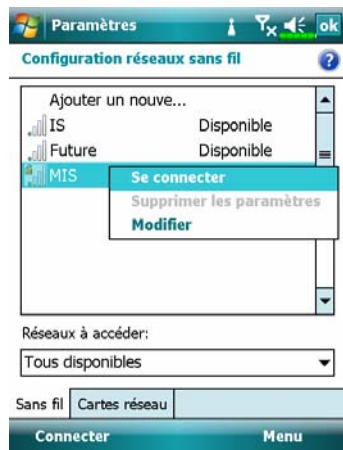 Paramètres ok
Configuration réseaux sans fil ?
Ajouter un nouve...
IS Disponible
Future Disponible
MIS Se connecter
Supprimer les paramètres
Modifier
Réseaux à accéder:
Tous disponibles
Sans fil Cartes réseau
Connecter Menu